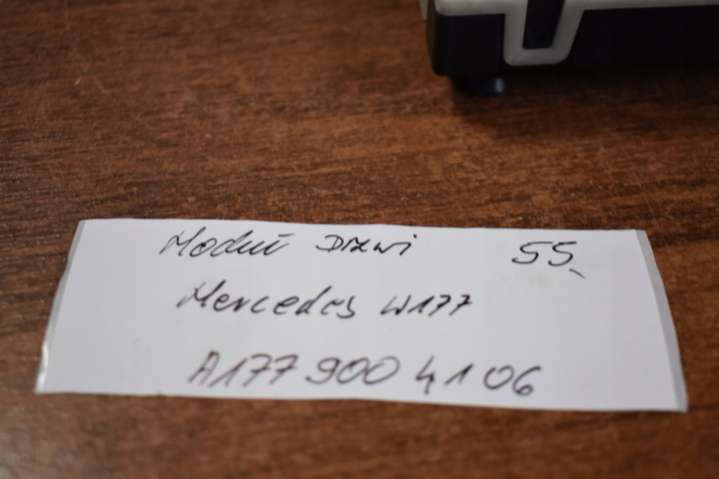 Moduł Drzwi 55,
Mercedes W177
A177 900 41 06